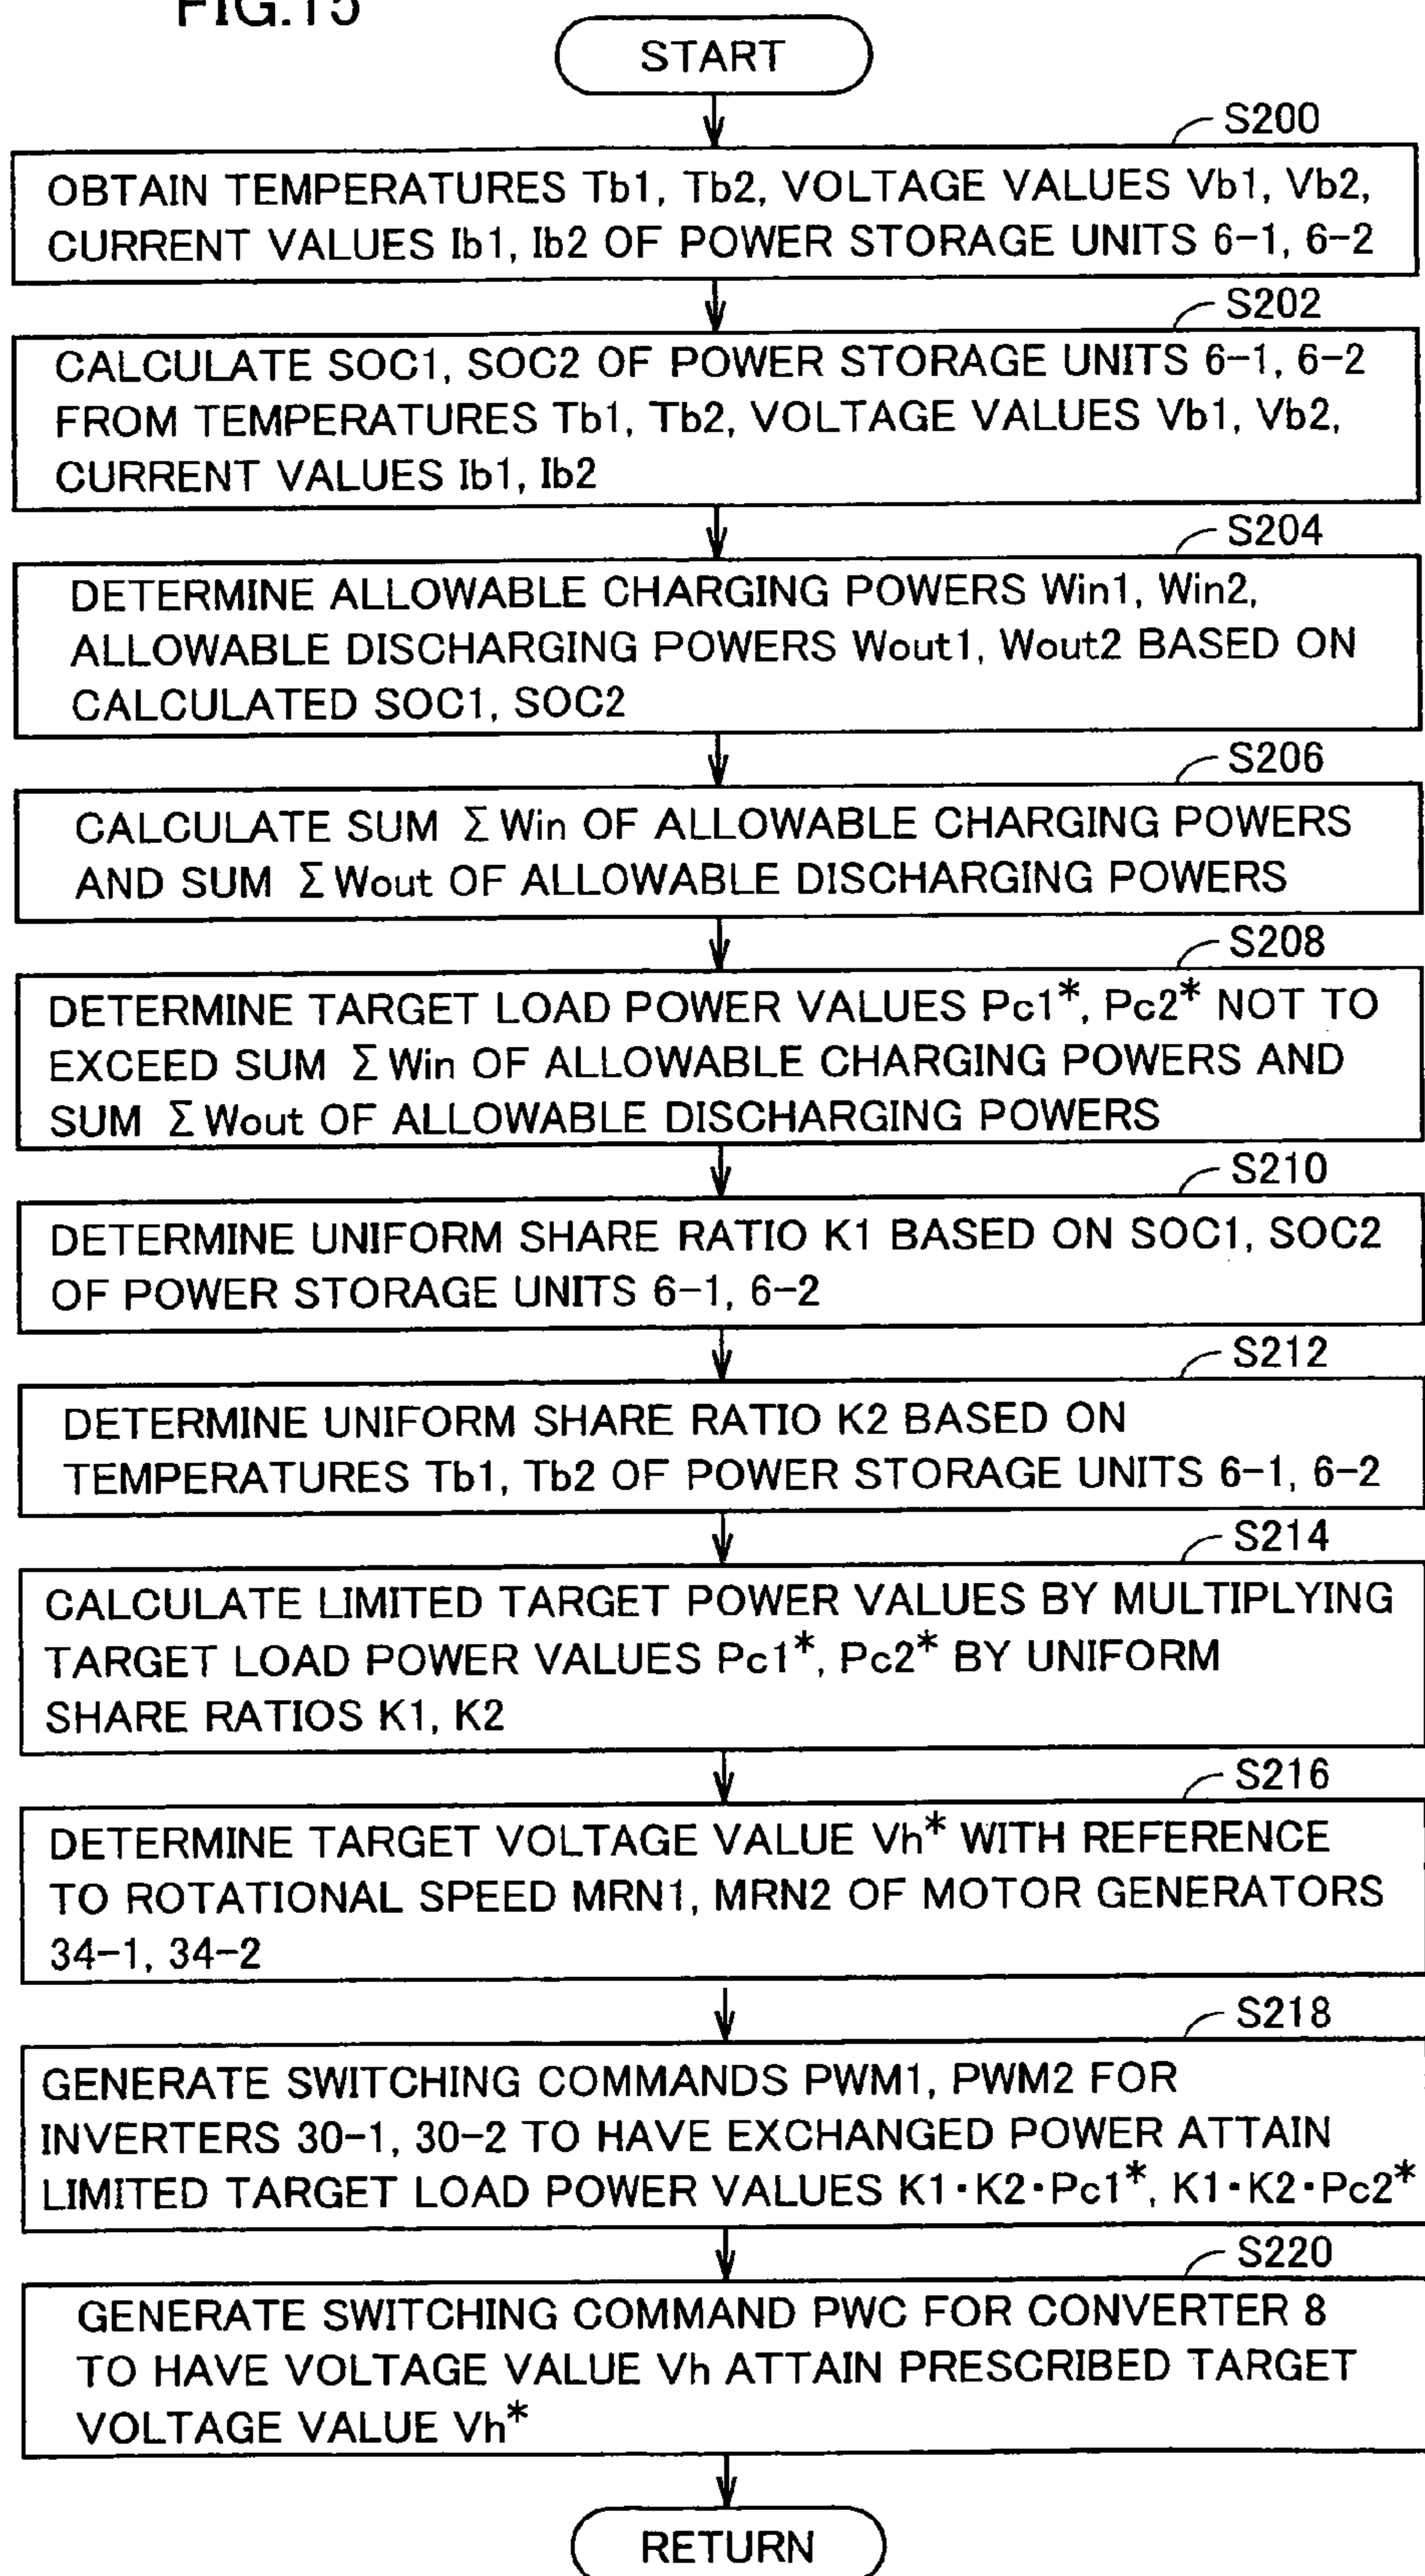 FIG.15
START
S200
OBTAIN TEMPERATURES Tb1, Tb2, VOLTAGE VALUES Vb1, Vb2,
CURRENT VALUES Ib1, Ib2 OF POWER STORAGE UNITS 6-1, 6-2
S202
CALCULATE SOC1, SOC2 OF POWER STORAGE UNITS 6-1, 6-2
FROM TEMPERATURES Tb1, Tb2, VOLTAGE VALUES Vb1, Vb2,
CURRENT VALUES Ib1, Ib2
S204
DETERMINE ALLOWABLE CHARGING POWERS Win1, Win2,
ALLOWABLE DISCHARGING POWERS Wout1, Wout2 BASED ON
CALCULATED SOC1, SOC2
S206
CALCULATE SUM ΣWin OF ALLOWABLE CHARGING POWERS
AND SUM ΣWout OF ALLOWABLE DISCHARGING POWERS
S208
DETERMINE TARGET LOAD POWER VALUES Pc1*, Pc2* NOT TO
EXCEED SUM ΣWin OF ALLOWABLE CHARGING POWERS AND
SUM ΣWout OF ALLOWABLE DISCHARGING POWERS
S210
DETERMINE UNIFORM SHARE RATIO K1 BASED ON SOC1, SOC2
OF POWER STORAGE UNITS 6-1, 6-2
S212
DETERMINE UNIFORM SHARE RATIO K2 BASED ON
TEMPERATURES Tb1, Tb2 OF POWER STORAGE UNITS 6-1, 6-2
S214
CALCULATE LIMITED TARGET POWER VALUES BY MULTIPLYING
TARGET LOAD POWER VALUES Pc1*, Pc2* BY UNIFORM
SHARE RATIOS K1, K2
S216
DETERMINE TARGET VOLTAGE VALUE Vh* WITH REFERENCE
TO ROTATIONAL SPEED MRN1, MRN2 OF MOTOR GENERATORS
34-1, 34-2
S218
GENERATE SWITCHING COMMANDS PWM1, PWM2 FOR
INVERTERS 30-1, 30-2 TO HAVE EXCHANGED POWER ATTAIN
LIMITED TARGET LOAD POWER VALUES K1·K2·Pc1*, K1·K2·Pc2*
S220
GENERATE SWITCHING COMMAND PWC FOR CONVERTER 8
TO HAVE VOLTAGE VALUE Vh ATTAIN PRESCRIBED TARGET
VOLTAGE VALUE Vh*
RETURN